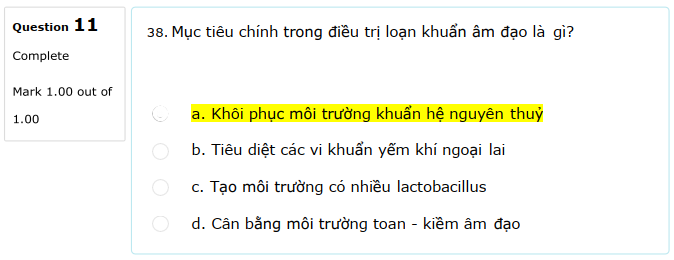 Question 11
Complete
Mark 1.00 out of
1.00
38. Mục tiêu chính trong điều trị loạn khuẩn âm đạo là gì?
a. Khôi phục môi trường khuẩn hệ nguyên thuỷ
b. Tiêu diệt các vi khuẩn yếm khí ngoại lai
c. Tạo môi trường có nhiều lactobacillus
d. Cân bằng môi trường toan - kiềm âm đạo